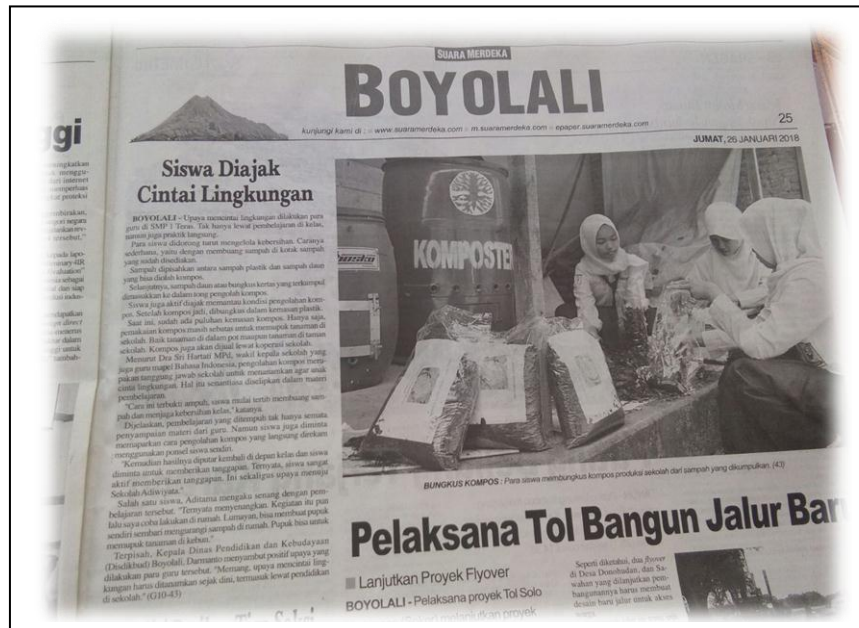 SUARA MERDEKA
BOYOLALI
kunjungi kami di : :: www.suaramerdeka.com :: m.suaramerdeka.com :: epaper.suaramerdeka.com
25
JUMAT, 26 JANUARI 2018
ggi
Siswa Diajak
Cintai Lingkungan
BOYOLALI - Upaya mencintai lingkungan dilakukan para
guru di SMP 1 Teras. Tak hanya lewat pembelajaran di kelas,
namun juga praktik langsung.
Para siswa didorong turut mengelola kebersihan. Caranya
sederhana, yaitu dengan membuang sampah di kotak sampah
yang sudah disediakan.
Sampah dipisahkan antara sampah plastik dan sampah daun
yang bisa diolah kompos.
Selanjutnya, sampah daun atau bungkus kertas yang terkumpul
dimasukkan ke dalam tong pengolah kompos.
Siswa juga aktif diajak memantau kondisi pengolahan kom-
pos. Setelah kompos jadi, dibungkus dalam kemasan plastik.
Saat ini, sudah ada puluhan kemasan kompos. Hanya saja,
pemakaian kompos masih sebatas untuk memupuk tanaman di
sekolah. Baik tanaman di dalam pot maupun tanaman di taman
sekolah. Kompos juga akan dijual lewat koperasi sekolah.
Menurut Dra Sri Hartati MPd, wakil kepala sekolah yang
juga guru mapel Bahasa Indonesia, pengolahan kompos meru-
pakan tanggung jawab sekolah untuk menanamkan agar anak
cinta lingkungan. Hal itu senantiasa diselipkan dalam materi
pembelajaran.
"Cara ini terbukti ampuh, siswa mulai tertib membuang sam-
pah dan menjaga kebersihan kelas," katanya.
Dijelaskan, pembelajaran yang ditempuh tak hanya semata
penyampaian materi dari guru. Namun siswa juga diminta
memaparkan cara pengolahan kompos yang langsung direkam
menggunakan ponsel siswa sendiri.
"Kemudian hasilnya diputar kembali di depan kelas dan siswa
diminta untuk memberikan tanggapan. Ternyata, siswa sangat
aktif memberikan tanggapan. Ini sekaligus upaya menuju
Sekolah Adiwiyata."
Salah satu siswa, Aditama mengaku senang dengan pem-
belajaran tersebut. "Ternyata menyenangkan. Kegiatan itu pun
lalu saya coba lakukan di rumah. Lumayan, bisa membuat pupuk
sendiri sembari mengurangi sampah di rumah. Pupuk bisa untuk
memupuk tanaman di kebun."
Terpisah, Kepala Dinas Pendidikan dan Kebudayaan
(Disdikbud) Boyolali, Darmanto menyambut positif upaya yang
dilakukan para guru tersebut. "Memang, upaya mencintai ling-
kungan harus ditanamkan sejak dini, termasuk lewat pendidikan
di sekolah." (G10-43)
KOMPOSTER
BUNGKUS KOMPOS : Para siswa membungkus kompos produksi sekolah dari sampah yang dikumpulkan. (43)
Pelaksana Tol Bangun Jalur Bar
Lanjutkan Proyek Flyover
BOYOLALI - Pelaksana proyek Tol Solo
Seperti diketahui, dua flyover
di Desa Donohudan, dan Sa-
wahan yang dilanjutkan pem-
bangunannya harus membuat
desain baru jalur untuk akses